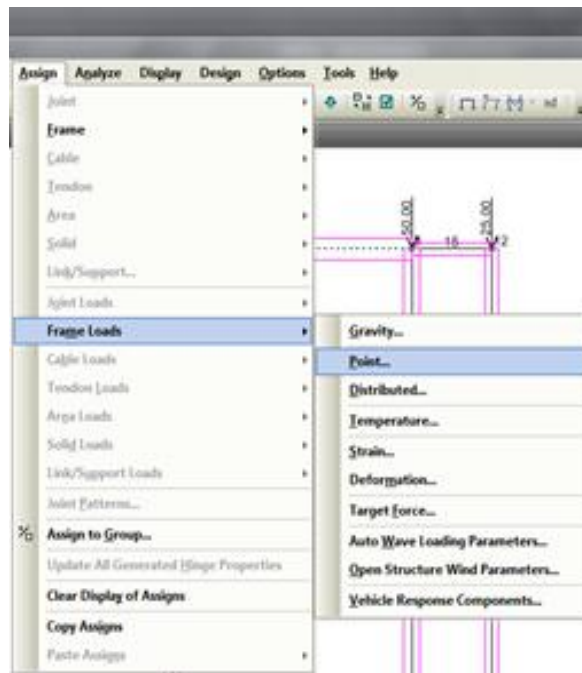 Assign Analyze Display Design Options Tools Help
Joint
Frame
Cable
Tendon
Area
Solid
Link/Support...
Joint Loads
Frame Loads
Cable Loads
Tendon Loads
Area Loads
Solid Loads
Link/Support Loads
Joint Patterns...
Assign to Group...
Update All Generated Hinge Properties
Clear Display of Assigns
Copy Assigns
Paste Assigns
Gravity...
Point...
Distributed...
Temperature...
Strain...
Deformation...
Target Force...
Auto Wave Loading Parameters...
Open Structure Wind Parameters...
Vehicle Response Components...
nd
50.00
25.00
15
2